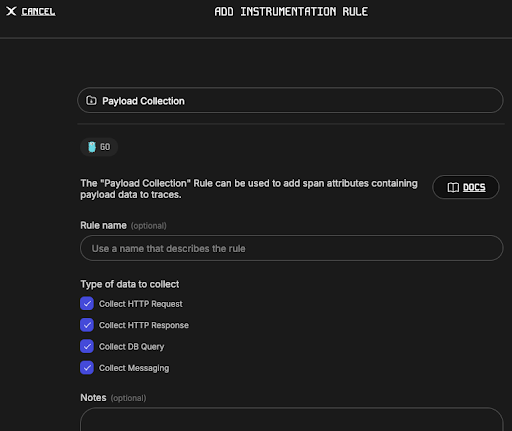 CANCEL
ADD INSTRUMENTATION RULE
Payload Collection
GO
The "Payload Collection" Rule can be used to add span attributes containing
payload data to traces.
DOCS
Rule name (optional)
Use a name that describes the rule
Type of data to collect
Collect HTTP Request
Collect HTTP Response
Collect DB Query
Collect Messaging
Notes (optional)